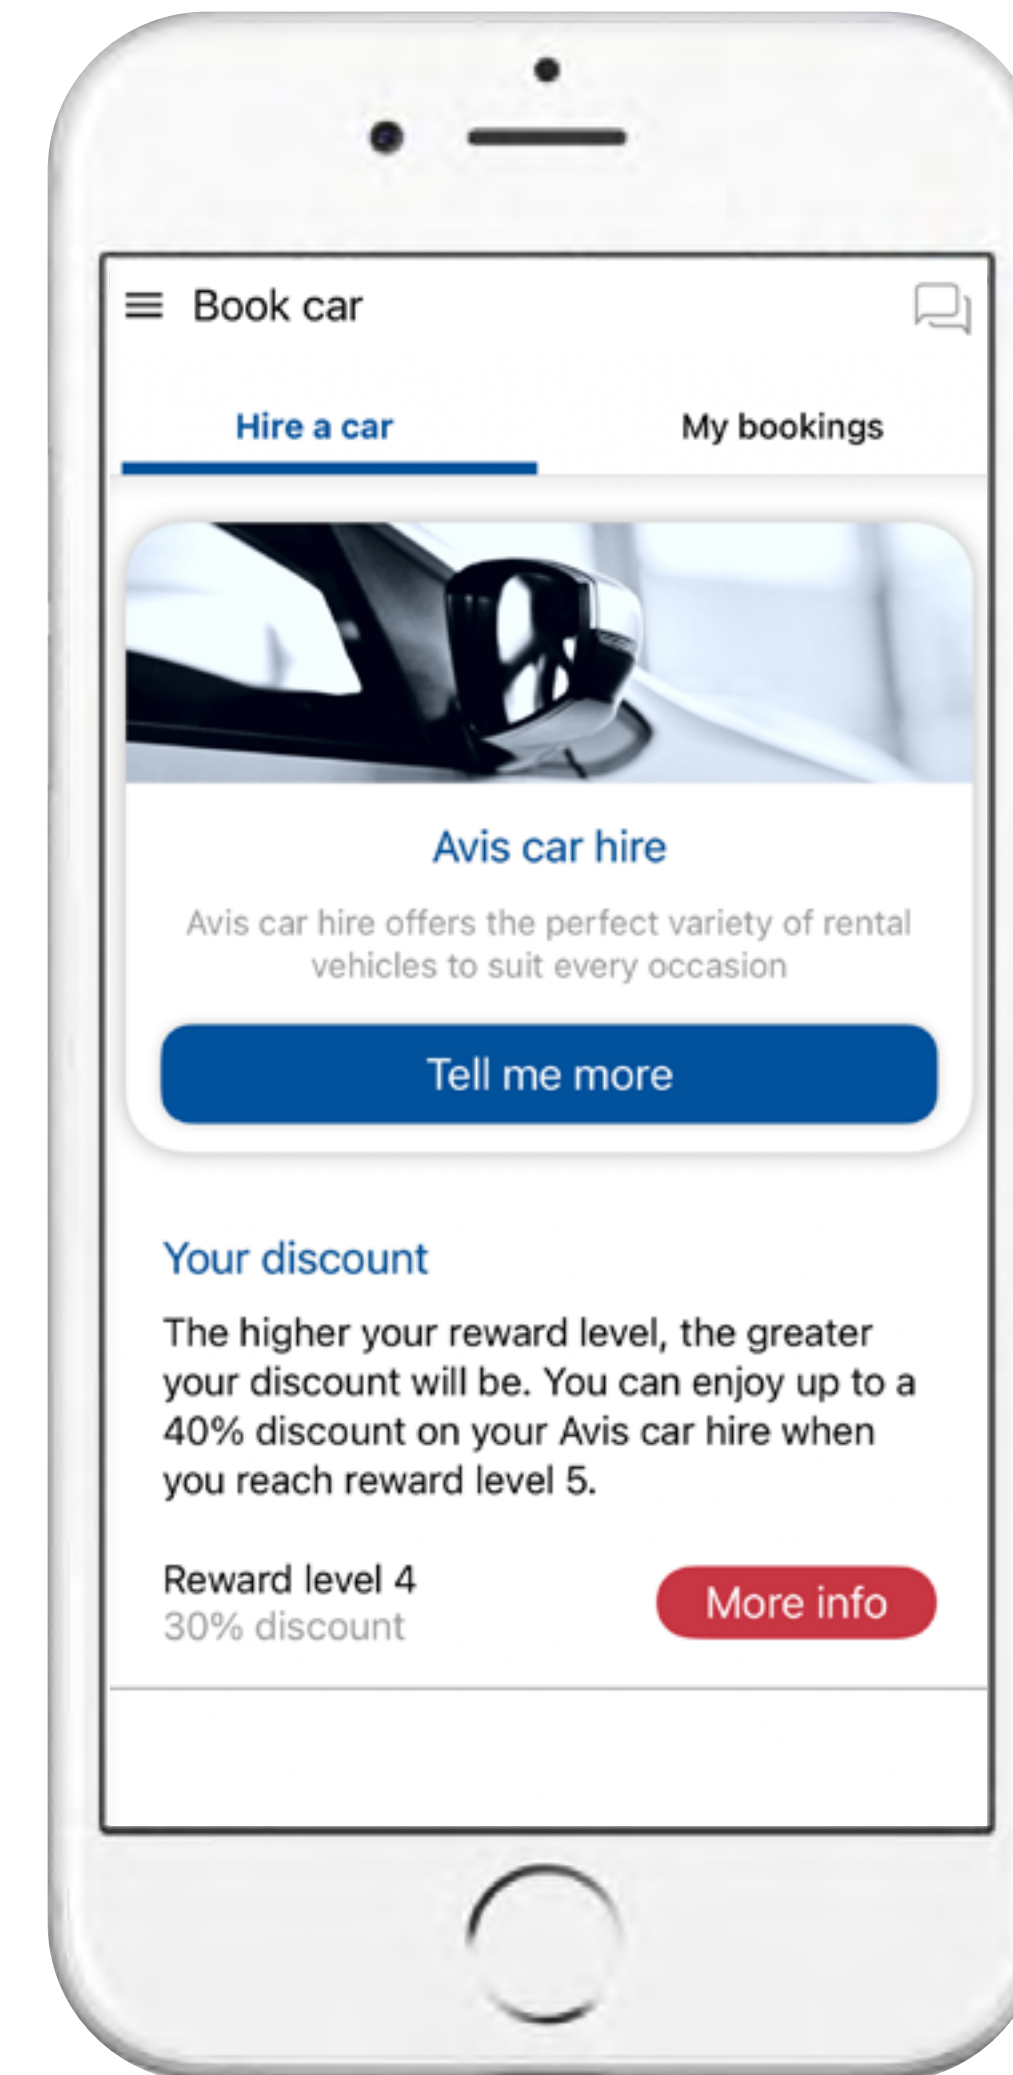 Book car
Hire a car
My bookings
Avis car hire
Avis car hire offers the perfect variety of rental
vehicles to suit every occasion
Tell me more
Your discount
The higher your reward level, the greater
your discount will be. You can enjoy up to a
40% discount on your Avis car hire when
you reach reward level 5.
Reward level 4
30% discount
More info